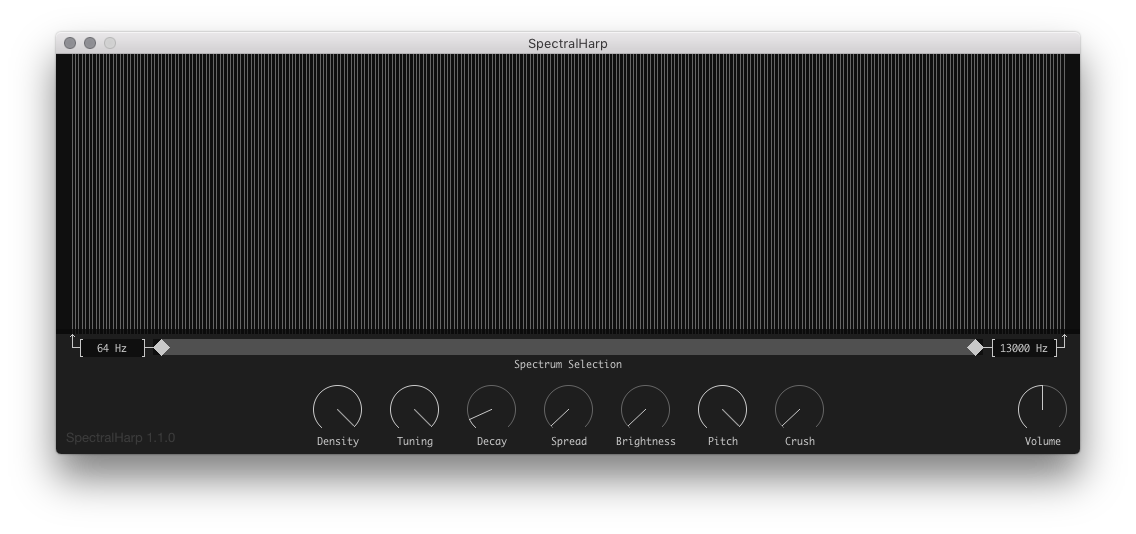 SpectralHarp
64 Hz
13000 Hz
Spectrum Selection
Density Tuning Decay Spread Brightness Pitch Crush Volume
SpectralHarp 1.1.0